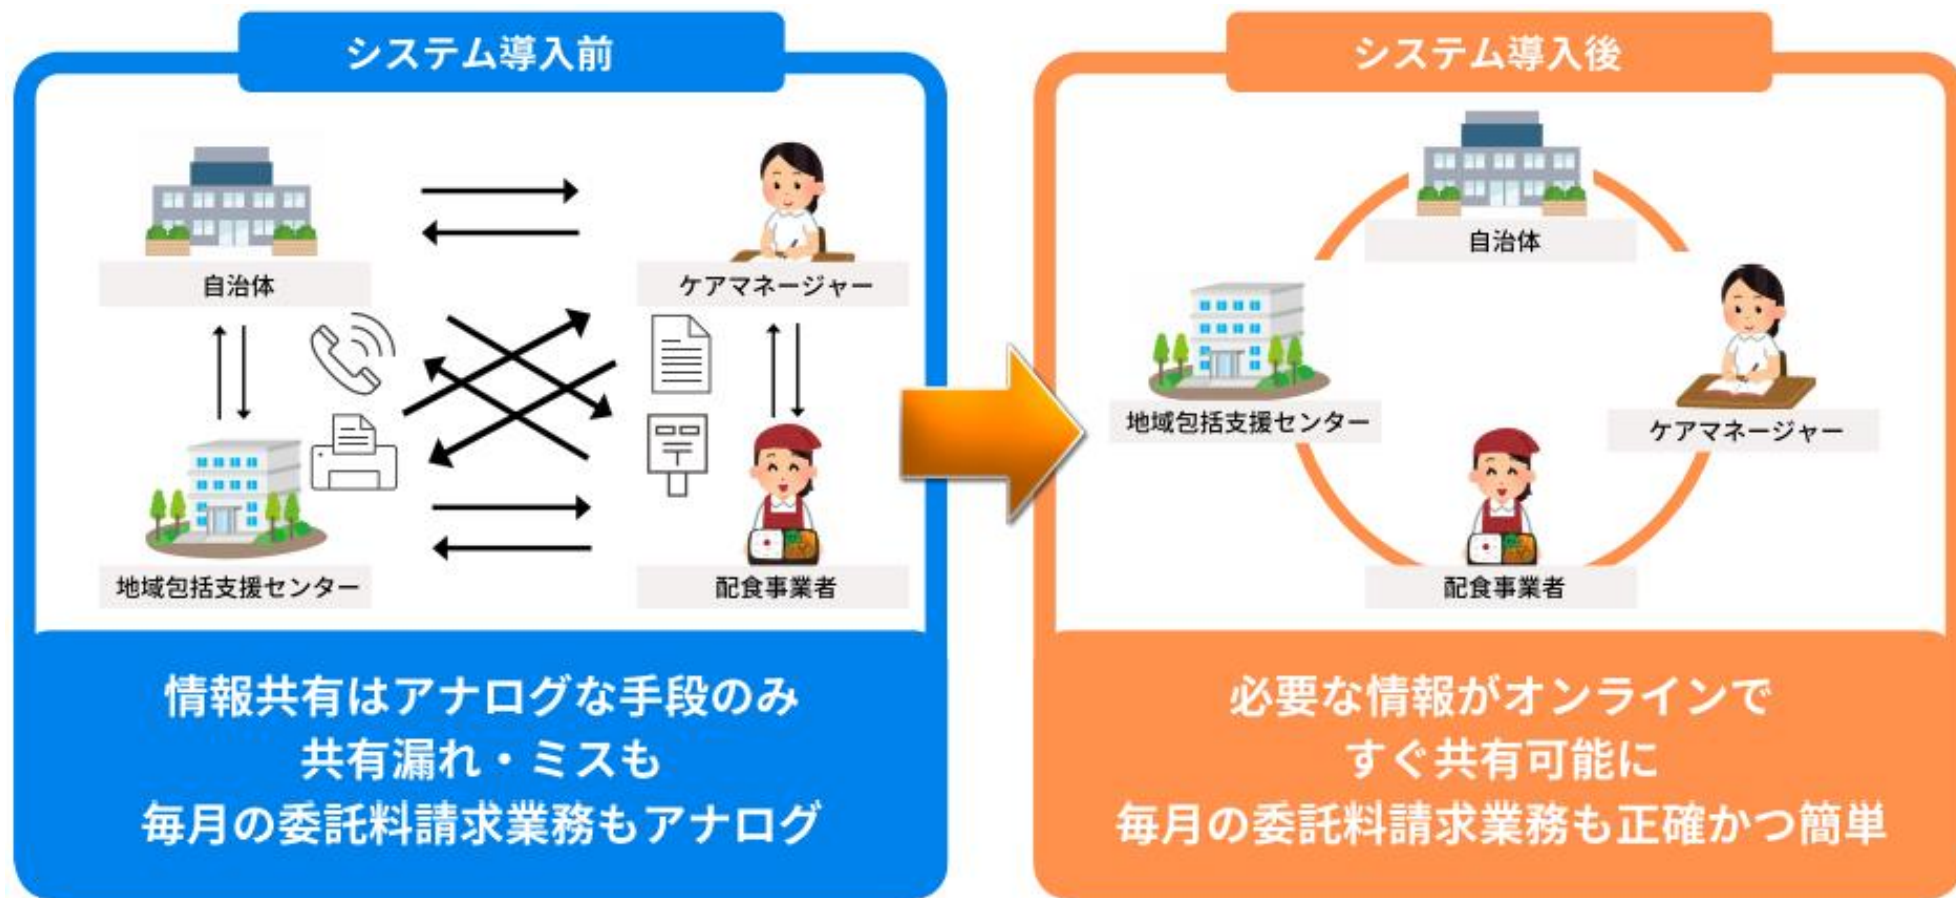 システム導入前
自治体
ケアマネージャー
地域包括支援センター
配食事業者
情報共有はアナログな手段のみ
共有漏れ・ミスも
毎月の委託料請求業務もアナログ
システム導入後
自治体
地域包括支援センター
ケアマネージャー
配食事業者
必要な情報がオンラインで
すぐ共有可能に
毎月の委託料請求業務も正確かつ簡単